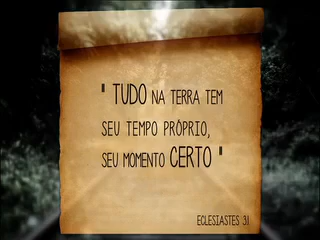 " TUDO NA TERRA TEM
SEU TEMPO PRÓPRIO,
SEU MOMENTO CERTO "
ECLESIASTES 3:1